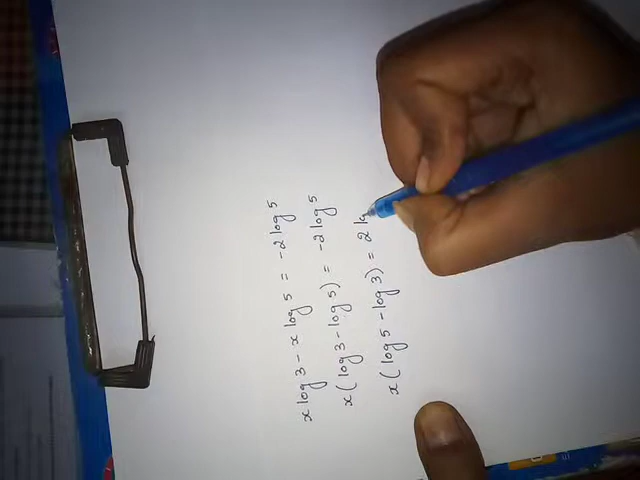 x log 3 - x log 5 = -2 log 5
x ( log 3 - log 5 ) = -2 log 5
x ( log 5 - log 3 ) = 2 lo